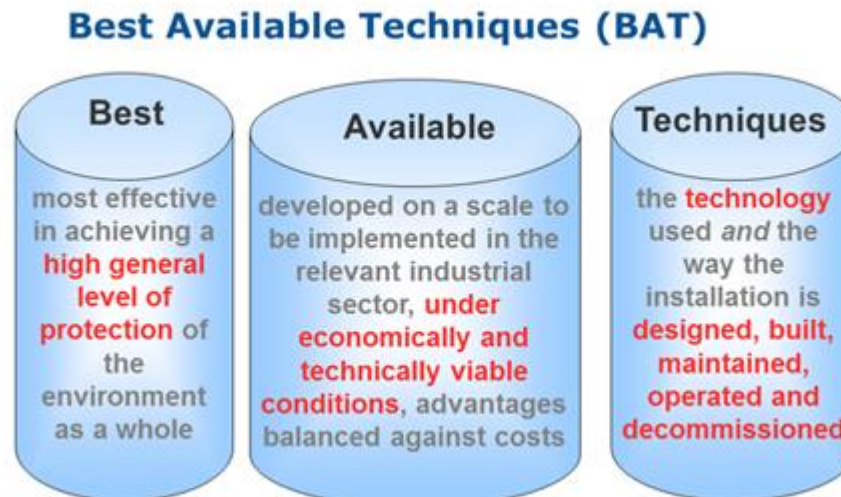 Best Available Techniques (BAT)
Best
most effective
in achieving a
high general
level of
protection of
the
environment
as a whole
Available
developed on a scale to
be implemented in the
relevant industrial
sector, under
economically and
technically viable
conditions, advantages
balanced against costs
Techniques
the technology
used and the
way the
installation is
designed, built,
maintained,
operated and
decommissioned